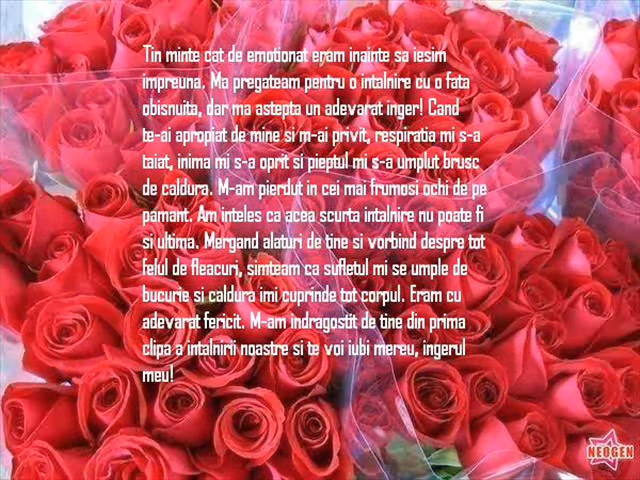 Tin minte cat de emotionat eram inainte sa iesim
impreuna. Ma pregateam pentru o intalnire cu o fata
obisnuita, dar ma astepta un adevarat inger! Cand
te-ai apropiat de mine si m-ai privit, respiratia mi s-a
taiat, inima mi s-a oprit si pieptul mi s-a umplut brusc
de caldura. M-am pierdut in cei mai frumosi ochi de pe
pamant. Am inteles ca acea scurta intalnire nu poate fi
si ultima. Mergand alaturi de tine si vorbind despre tot
felul de fleacuri, simteam ca sufletul mi se umple de
bucurie si caldura imi cuprinde tot corpul. Eram cu
adevarat fericit. M-am indragostit de tine din prima
clipa a intalnirii noastre si te voi iubi mereu, ingerul
meu!
NEOGEN